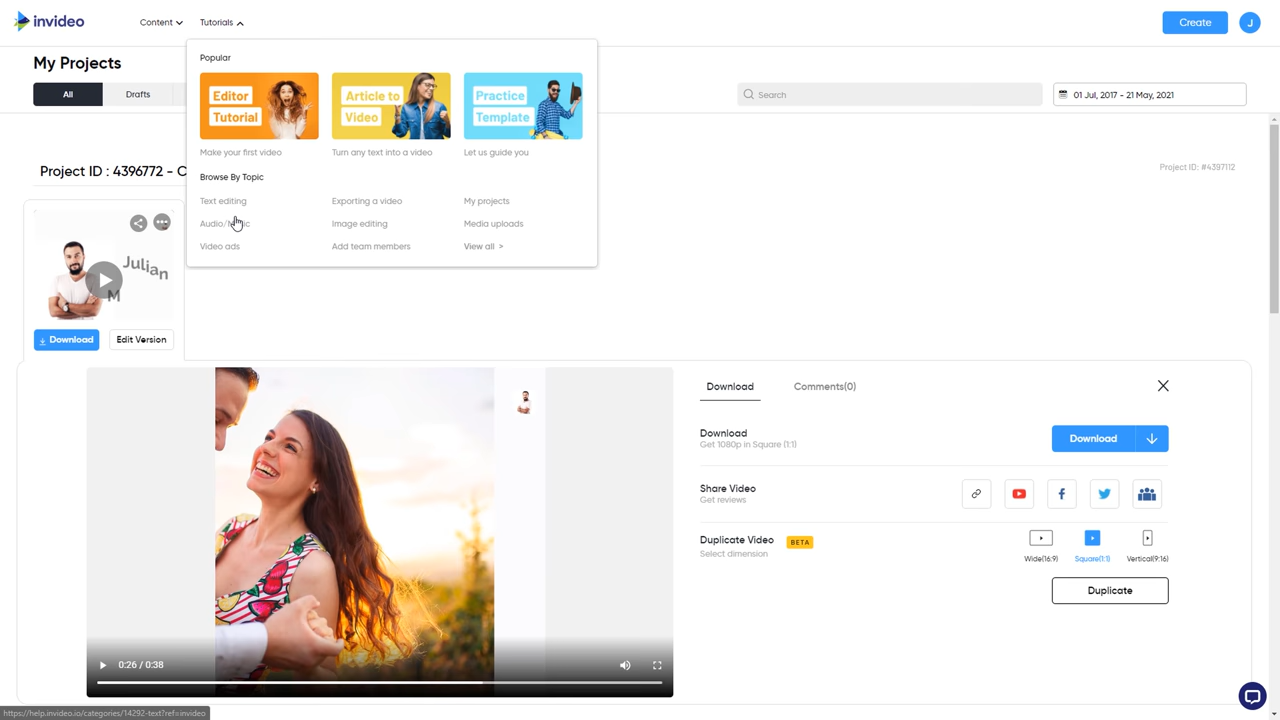 invideo
Content
Tutorials
Create
J
My Projects
All
Drafts
Search
01 Jul, 2017 - 21 May, 2021
Popular
Editor
Tutorial
Article to
Video
Practice
Template
Make your first video
Turn any text into a video
Let us guide you
Browse By Topic
Text editing
Exporting a video
My projects
Image editing
Media uploads
Video ads
Add team members
View all >
Project ID : 4396772 - C
Project ID: #4397112
Julian
M
Download
Edit Version
Download
Comments(0)
Download
Get 1080p in Square (1:1)
Download
Share Video
Get reviews
Duplicate Video
BETA
Select dimension
Wide(16:9)
Square(1:1)
Vertical(9:16)
Duplicate
0:26 / 0:38
https://help.invideo.io/categories/14292-text?ref=invideo